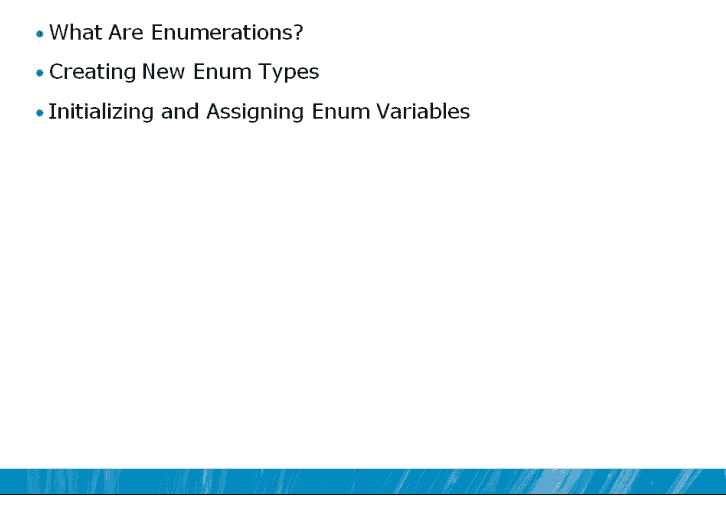 • What Are Enumerations?
• Creating New Enum Types
• Initializing and Assigning Enum Variables